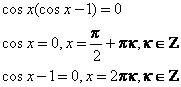 cos x(cos x−1)=0
cos x=0, x=π/2+πκ, κ∈Z
cos x−1=0, x=2πκ, κ∈Z